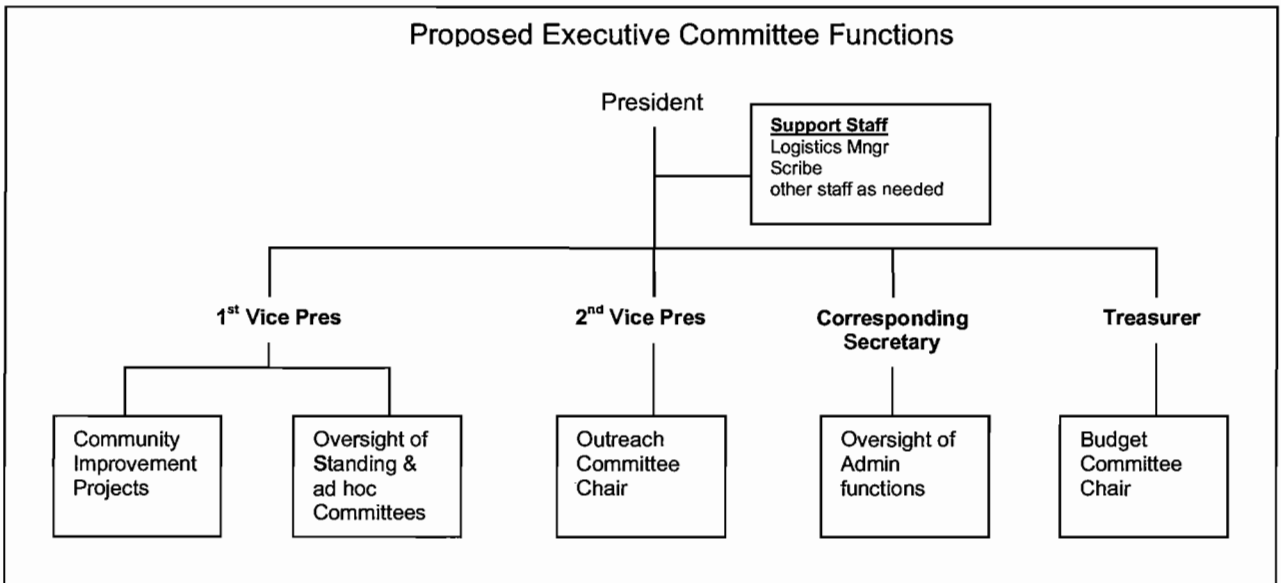 Proposed Executive Committee Functions
President
Support Staff
Logistics Mngr
Scribe
other staff as needed
1st Vice Pres
2nd Vice Pres
Corresponding
Secretary
Treasurer
Community
Improvement
Projects
Oversight of
Standing &
ad hoc
Committees
Outreach
Committee
Chair
Oversight of
Admin
functions
Budget
Committee
Chair